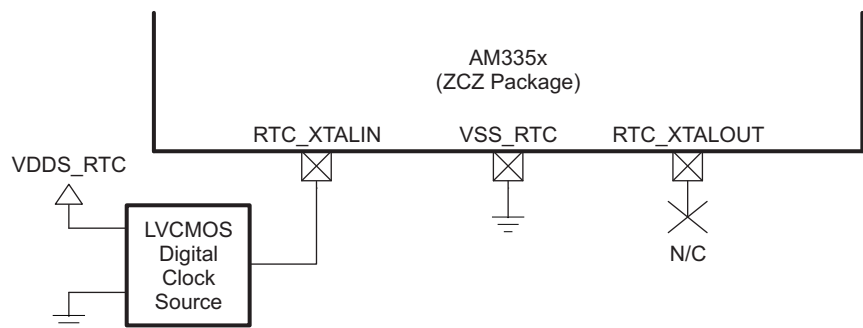 AM335x
(ZCZ Package)
RTC_XTALIN
VSS_RTC
RTC_XTALOUT
VDDS_RTC
LVCMOS
Digital
Clock
Source
N/C